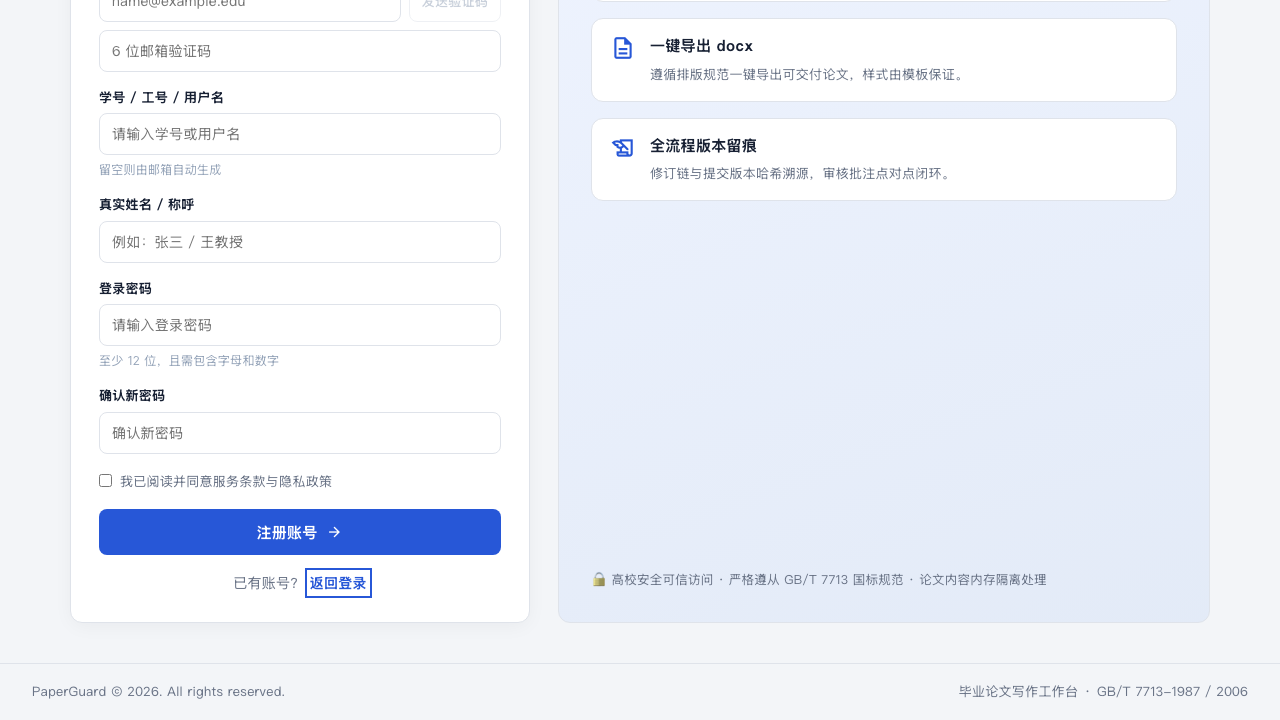 name@example.edu
发送验证码
6 位邮箱验证码
学号 / 工号 / 用户名
请输入学号或用户名
留空则由邮箱自动生成
真实姓名 / 称呼
例如：张三 / 王教授
登录密码
请输入登录密码
至少 12 位，且需包含字母和数字
确认新密码
确认新密码
我已阅读并同意服务条款与隐私政策
注册账号 →
已有账号？ 返回登录
一键导出 docx
遵循排版规范一键导出可交付论文，样式由模板保证。
全流程版本留痕
修订链与提交版本哈希溯源，审核批注点对点闭环。
🔒 高校安全可信访问 · 严格遵从 GB/T 7713 国标规范 · 论文内容内存隔离处理
PaperGuard © 2026. All rights reserved.
毕业论文写作工作台 · GB/T 7713-1987 / 2006